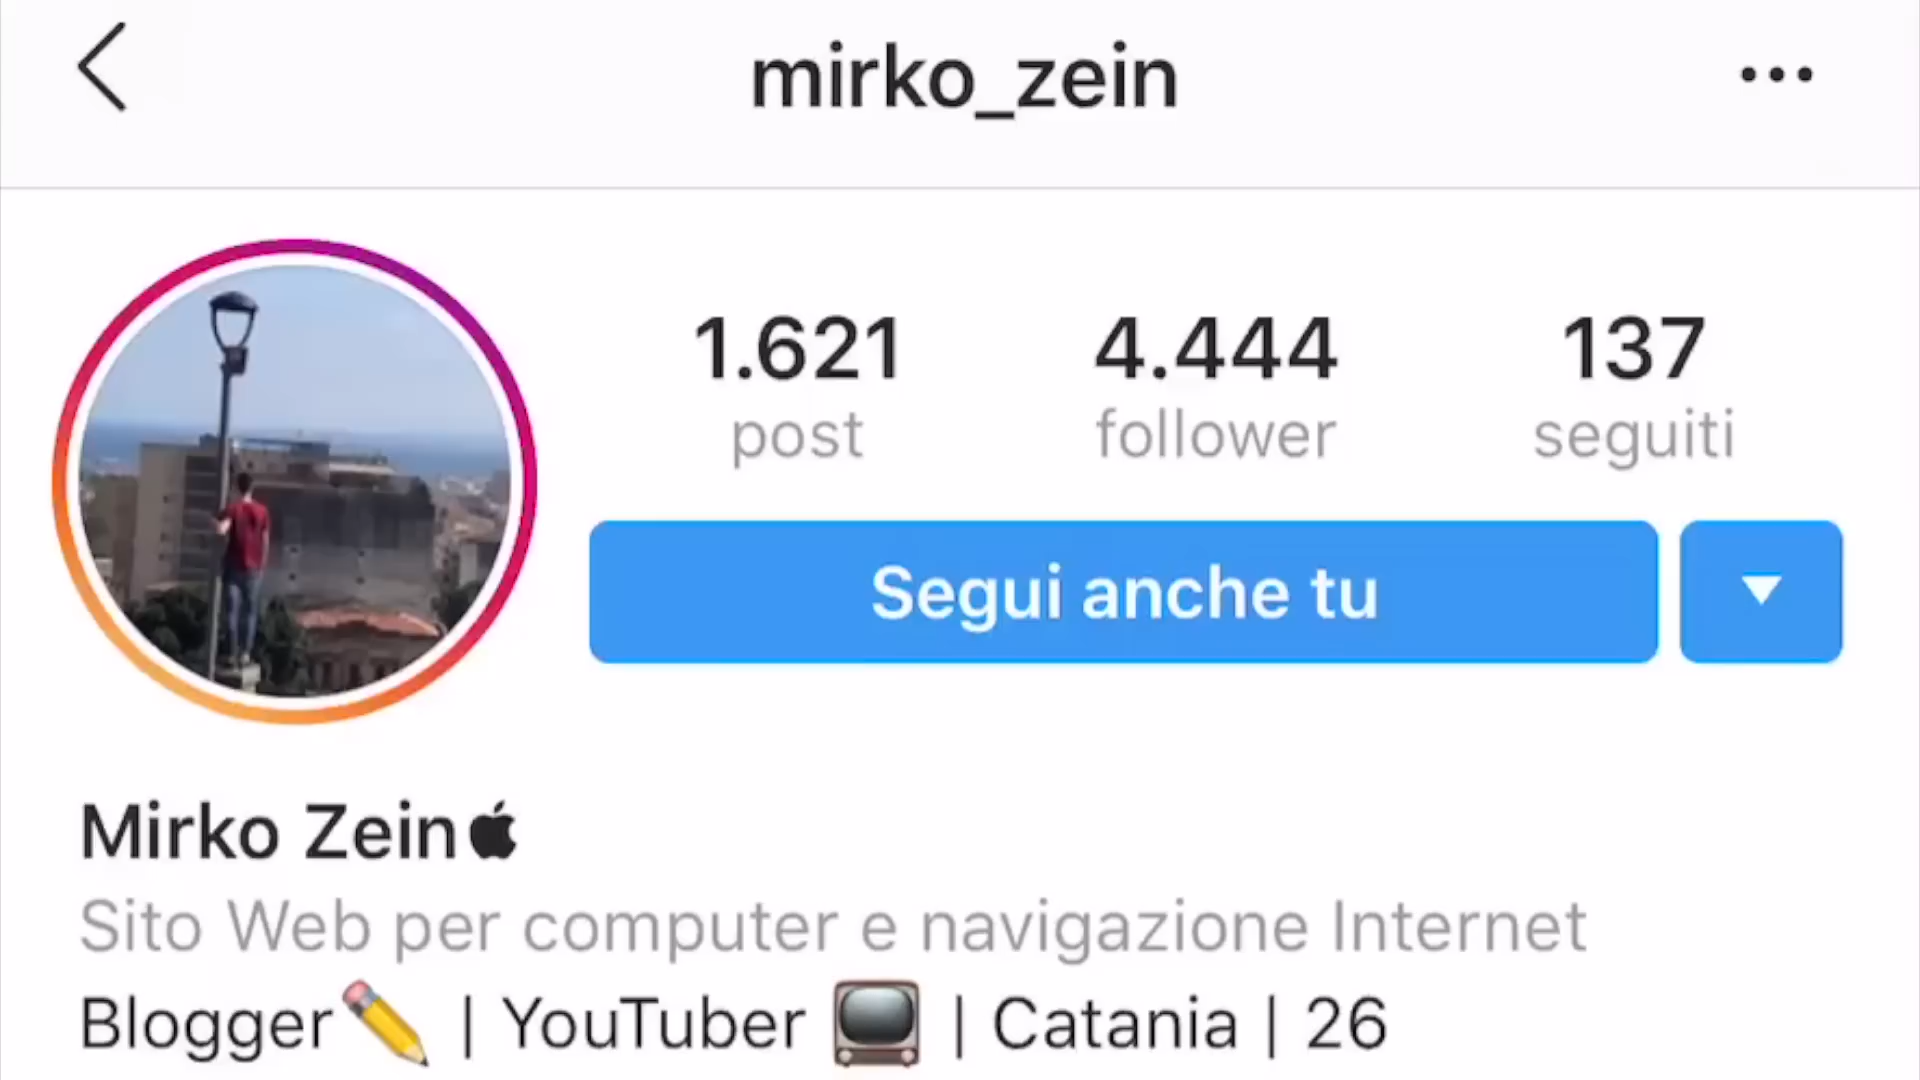 mirko_zein
1.621 4.444 137
post follower seguiti
Segui anche tu
Mirko Zein
Sito Web per computer e navigazione Internet
Blogger✏️ | YouTuber 📺 | Catania | 26